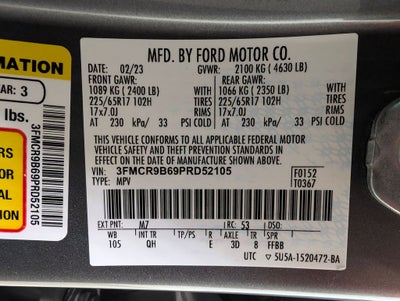 RMATION
AR: 3
lbs.
3FMCR9B69PRD52105
ERS
OR
MFD. BY FORD MOTOR CO.
DATE: 02/23 GVWR: 2100 KG ( 4630 LB)
FRONT GAWR: REAR GAWR:
1089 KG ( 2400 LB) 1066 KG ( 2350 LB)
225/65R17 102H TIRES 225/65R17 102H TIRES
17x7.0J RIMS 17x7.0J RIMS
AT 230 kPa/ 33 PSI COLD AT 230 kPa/ 33 PSI COLD
THIS VEHICLE CONFORMS TO ALL APPLICABLE FEDERAL MOTOR
VEHICLE SAFETY AND THEFT PREVENTION STANDARDS IN
EFFECT ON THE DATE OF MANUFACTURE SHOWN ABOVE.
VIN: 3FMCR9B69PRD52105 F0152
TYPE: MPV T0367
EXT PNT: M7 RC: 53 DSO:
WB INT TR TP/PS R AX TR SPR
105 QH E 3D 8 FFBB
UTC 5U5A-1520472-BA